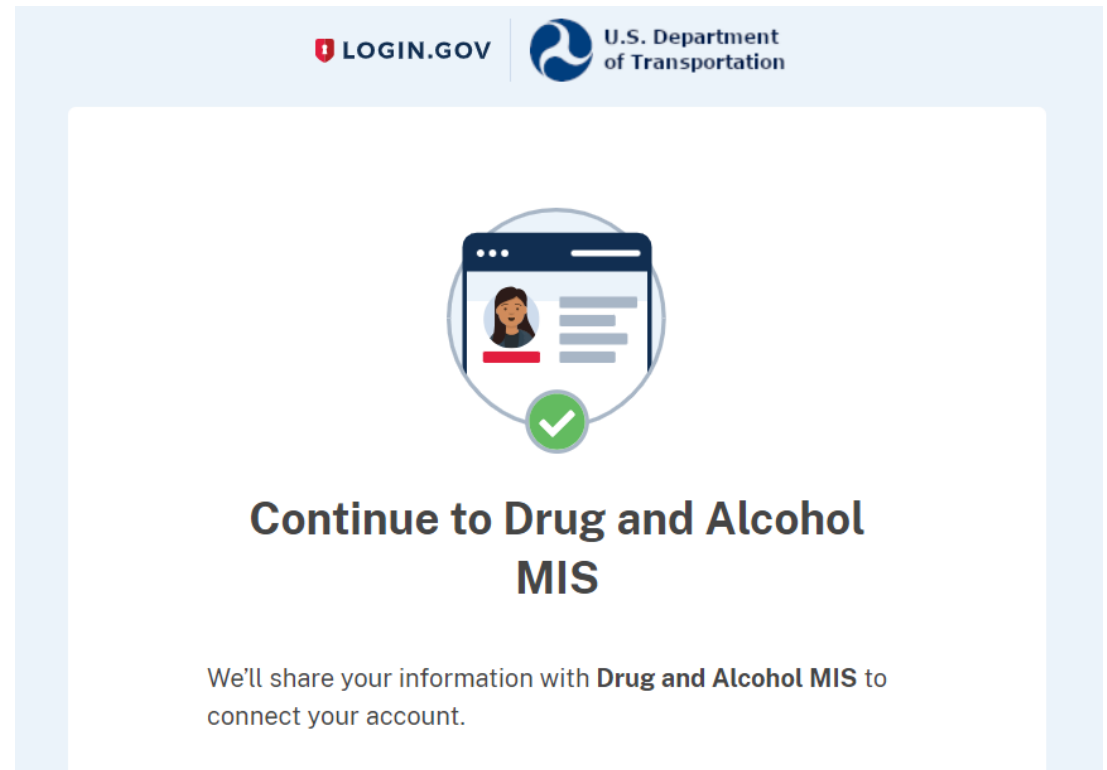 LOGIN.GOV
U.S. Department
of Transportation
Continue to Drug and Alcohol
MIS
We’ll share your information with Drug and Alcohol MIS to
connect your account.